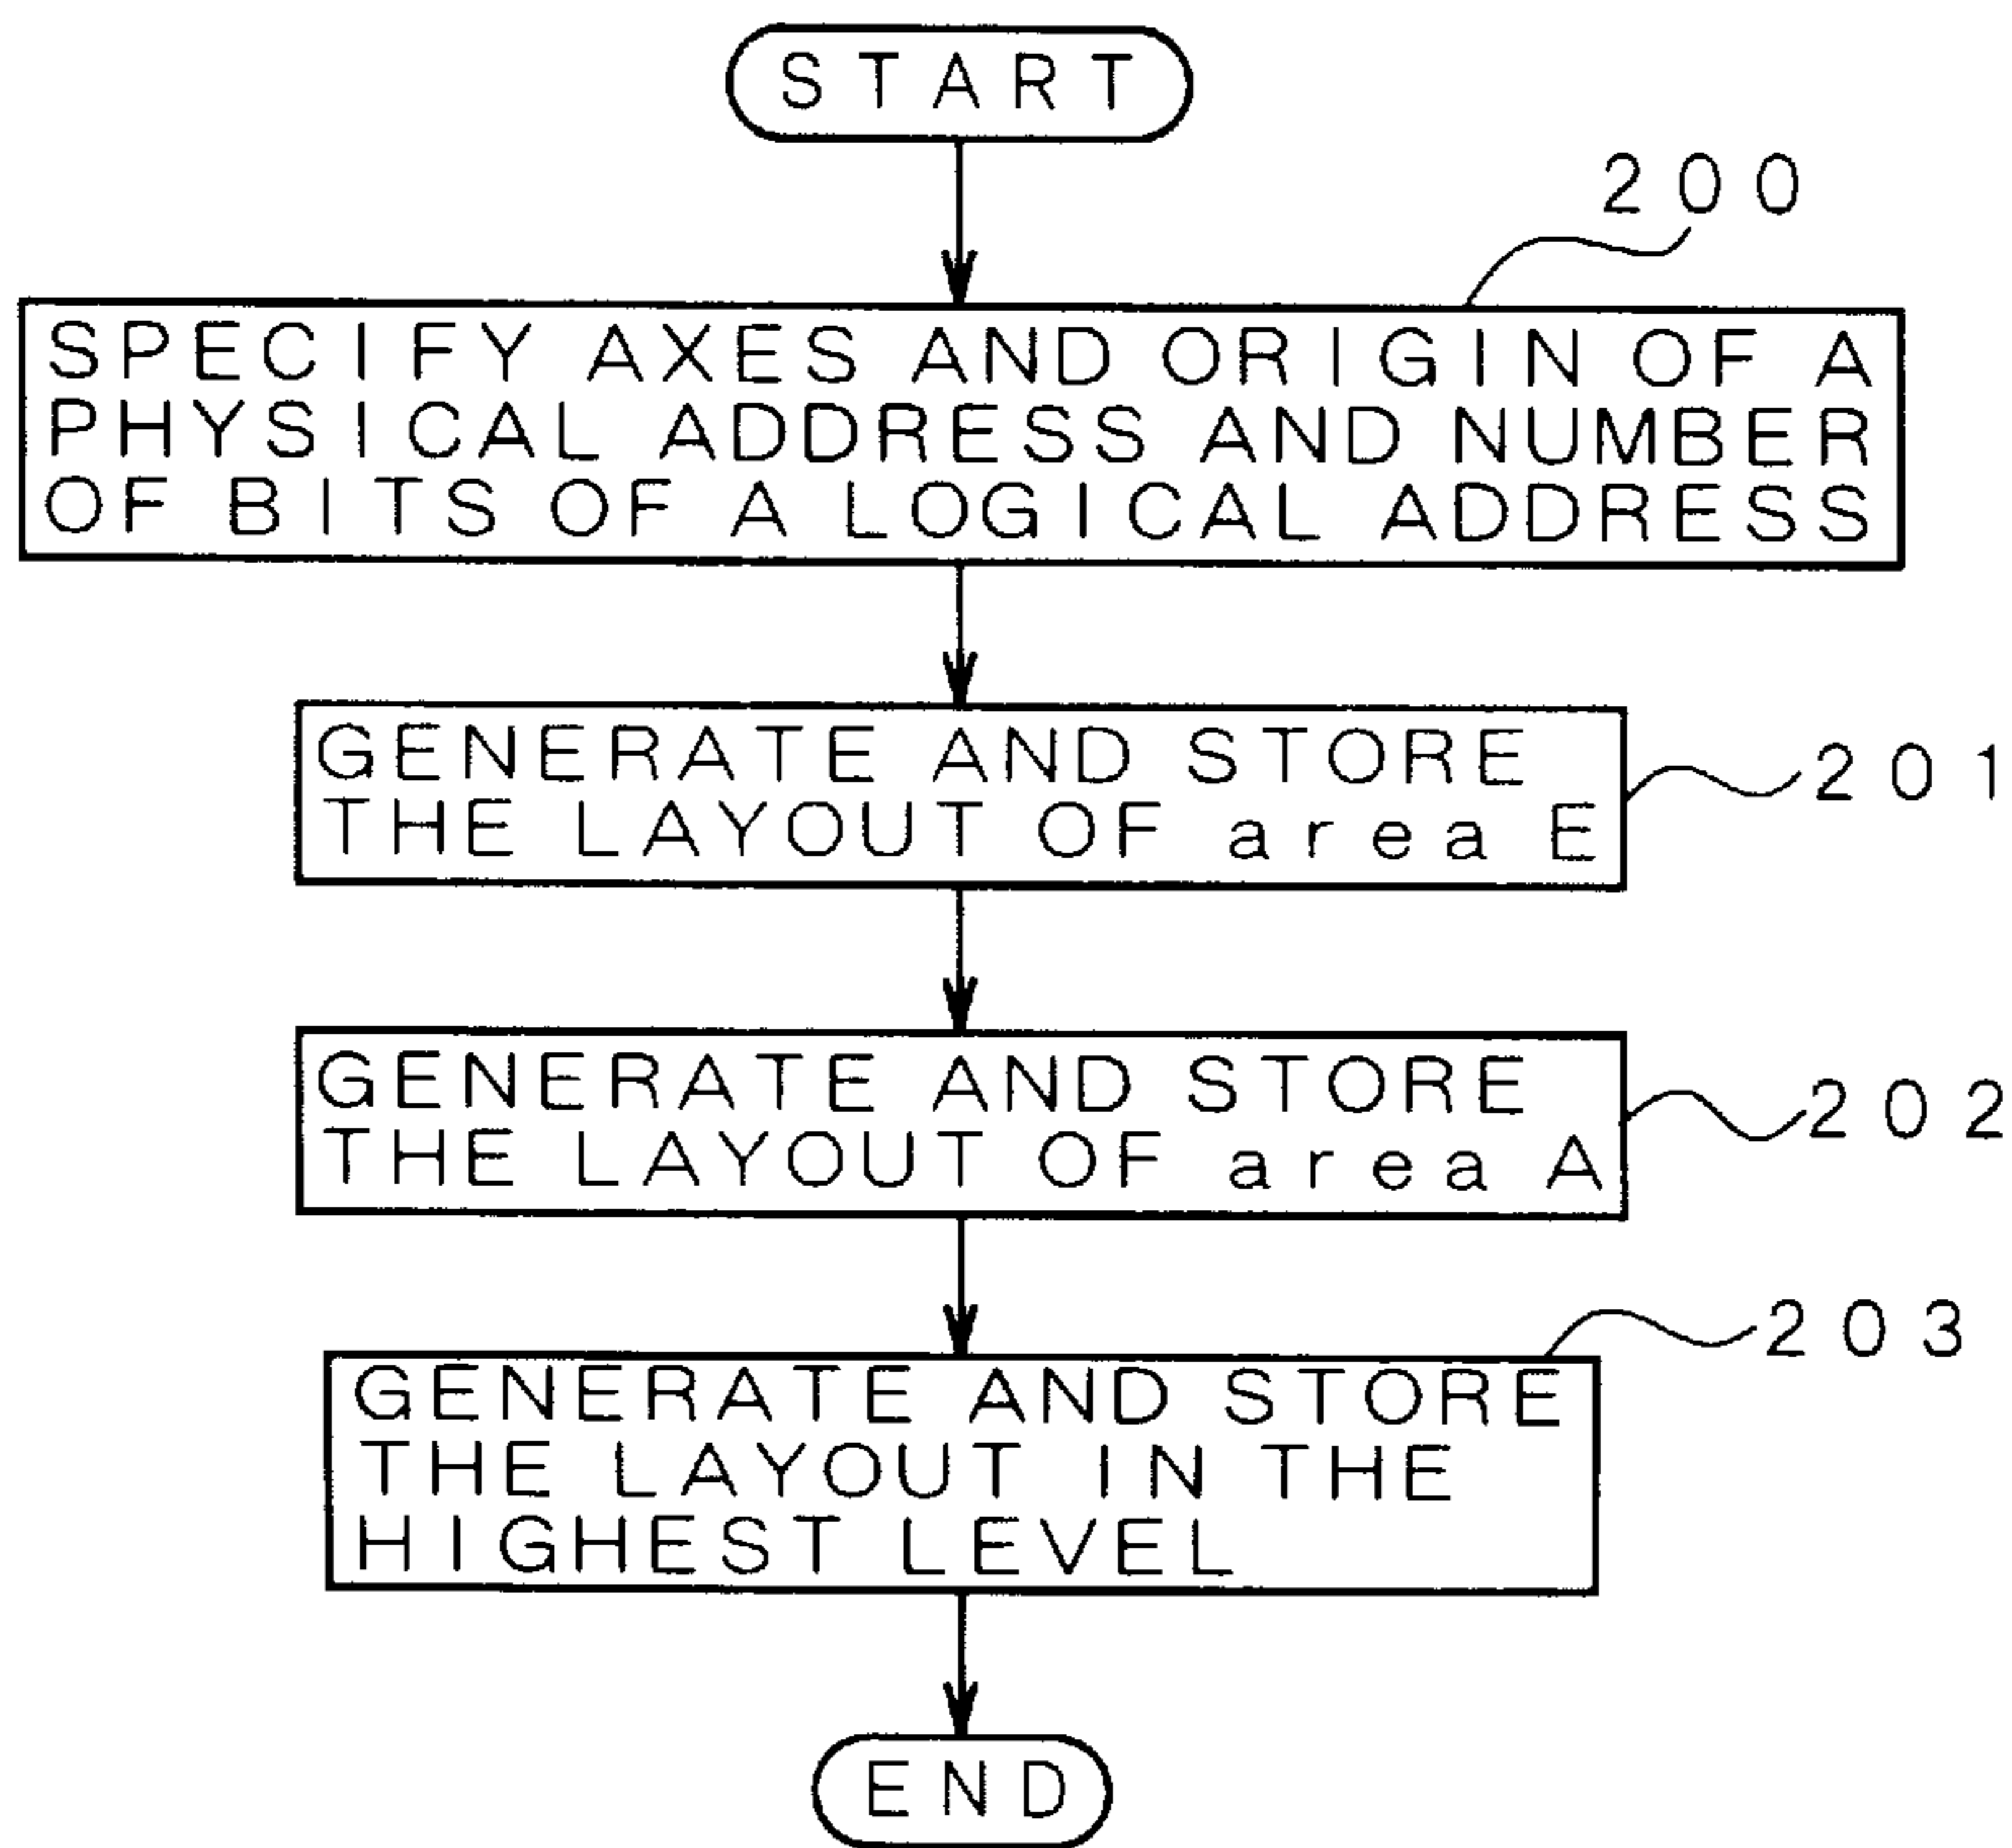 START
200
SPECIFY AXES AND ORIGIN OF A
PHYSICAL ADDRESS AND NUMBER
OF BITS OF A LOGICAL ADDRESS
GENERATE AND STORE
THE LAYOUT OF area E
201
GENERATE AND STORE
THE LAYOUT OF area A
202
203
GENERATE AND STORE
THE LAYOUT IN THE
HIGHEST LEVEL
END